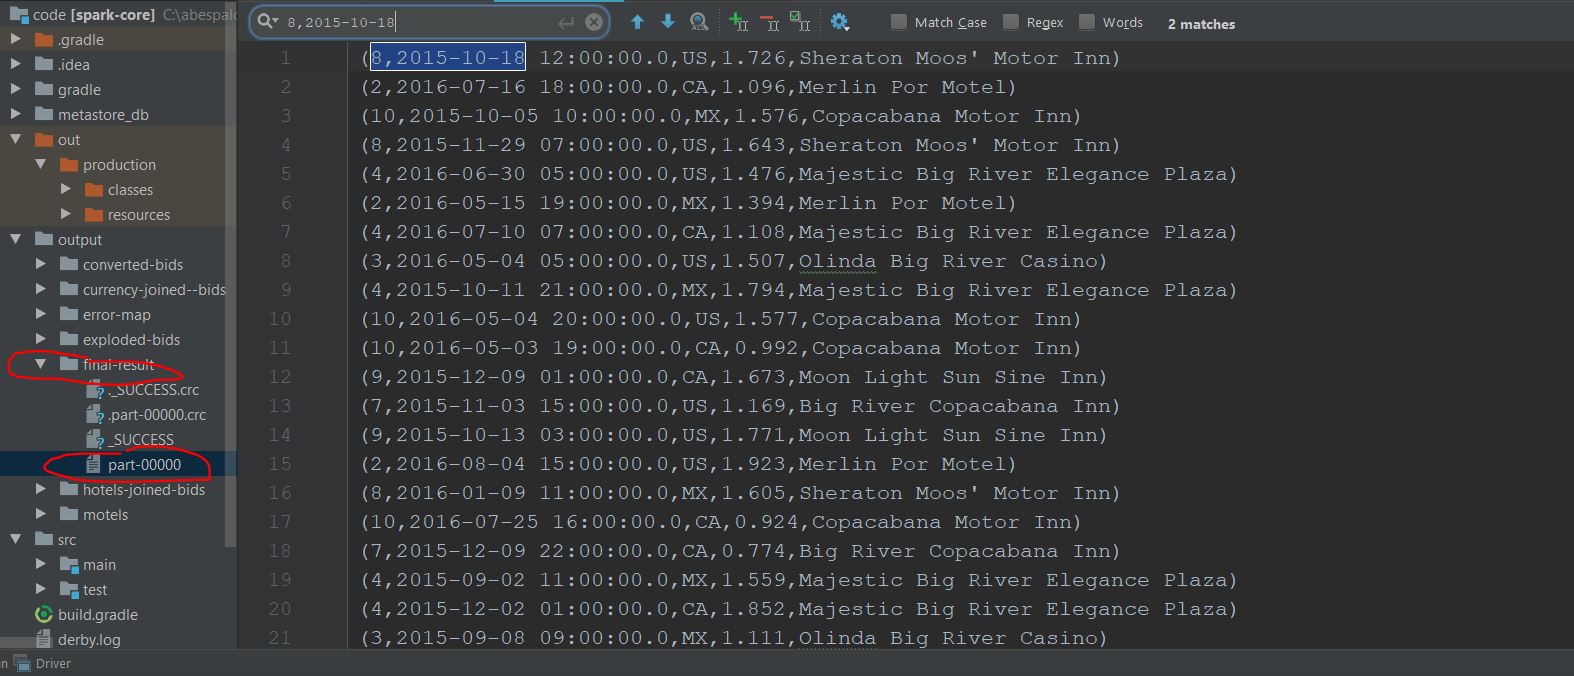 code [spark-core] C:\abespal
.gradle
.idea
gradle
metastore_db
out
production
classes
resources
output
converted-bids
currency-joined--bids
error-map
exploded-bids
final-result
._SUCCESS.crc
.part-00000.crc
_SUCCESS
part-00000
hotels-joined-bids
motels
src
main
test
build.gradle
derby.log
Driver
8,2015-10-18 Match Case Regex Words 2 matches
1 (8,2015-10-18 12:00:00.0,US,1.726,Sheraton Moos' Motor Inn)
2 (2,2016-07-16 18:00:00.0,CA,1.096,Merlin Por Motel)
3 (10,2015-10-05 10:00:00.0,MX,1.576,Copacabana Motor Inn)
4 (8,2015-11-29 07:00:00.0,US,1.643,Sheraton Moos' Motor Inn)
5 (4,2016-06-30 05:00:00.0,US,1.476,Majestic Big River Elegance Plaza)
6 (2,2016-05-15 19:00:00.0,MX,1.394,Merlin Por Motel)
7 (4,2016-07-10 07:00:00.0,CA,1.108,Majestic Big River Elegance Plaza)
8 (3,2016-05-04 05:00:00.0,US,1.507,Olinda Big River Casino)
9 (4,2015-10-11 21:00:00.0,MX,1.794,Majestic Big River Elegance Plaza)
10 (10,2016-05-04 20:00:00.0,US,1.577,Copacabana Motor Inn)
11 (10,2016-05-03 19:00:00.0,CA,0.992,Copacabana Motor Inn)
12 (9,2015-12-09 01:00:00.0,CA,1.673,Moon Light Sun Sine Inn)
13 (7,2015-11-03 15:00:00.0,US,1.169,Big River Copacabana Inn)
14 (9,2015-10-13 03:00:00.0,US,1.771,Moon Light Sun Sine Inn)
15 (2,2016-08-04 15:00:00.0,US,1.923,Merlin Por Motel)
16 (8,2016-01-09 11:00:00.0,MX,1.605,Sheraton Moos' Motor Inn)
17 (10,2016-07-25 16:00:00.0,CA,0.924,Copacabana Motor Inn)
18 (7,2015-12-09 22:00:00.0,CA,0.774,Big River Copacabana Inn)
19 (4,2015-09-02 11:00:00.0,MX,1.559,Majestic Big River Elegance Plaza)
20 (4,2015-12-02 01:00:00.0,CA,1.852,Majestic Big River Elegance Plaza)
21 (3,2015-09-08 09:00:00.0,MX,1.111,Olinda Big River Casino)